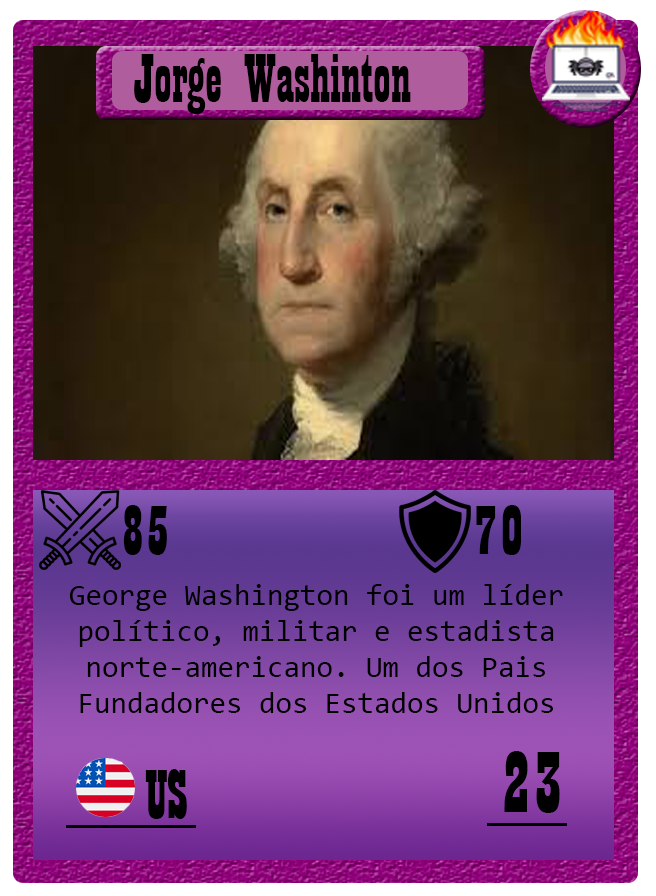 Jorge Washinton
85
70
George Washington foi um líder
político, militar e estadista
norte-americano. Um dos Pais
Fundadores dos Estados Unidos
US
23